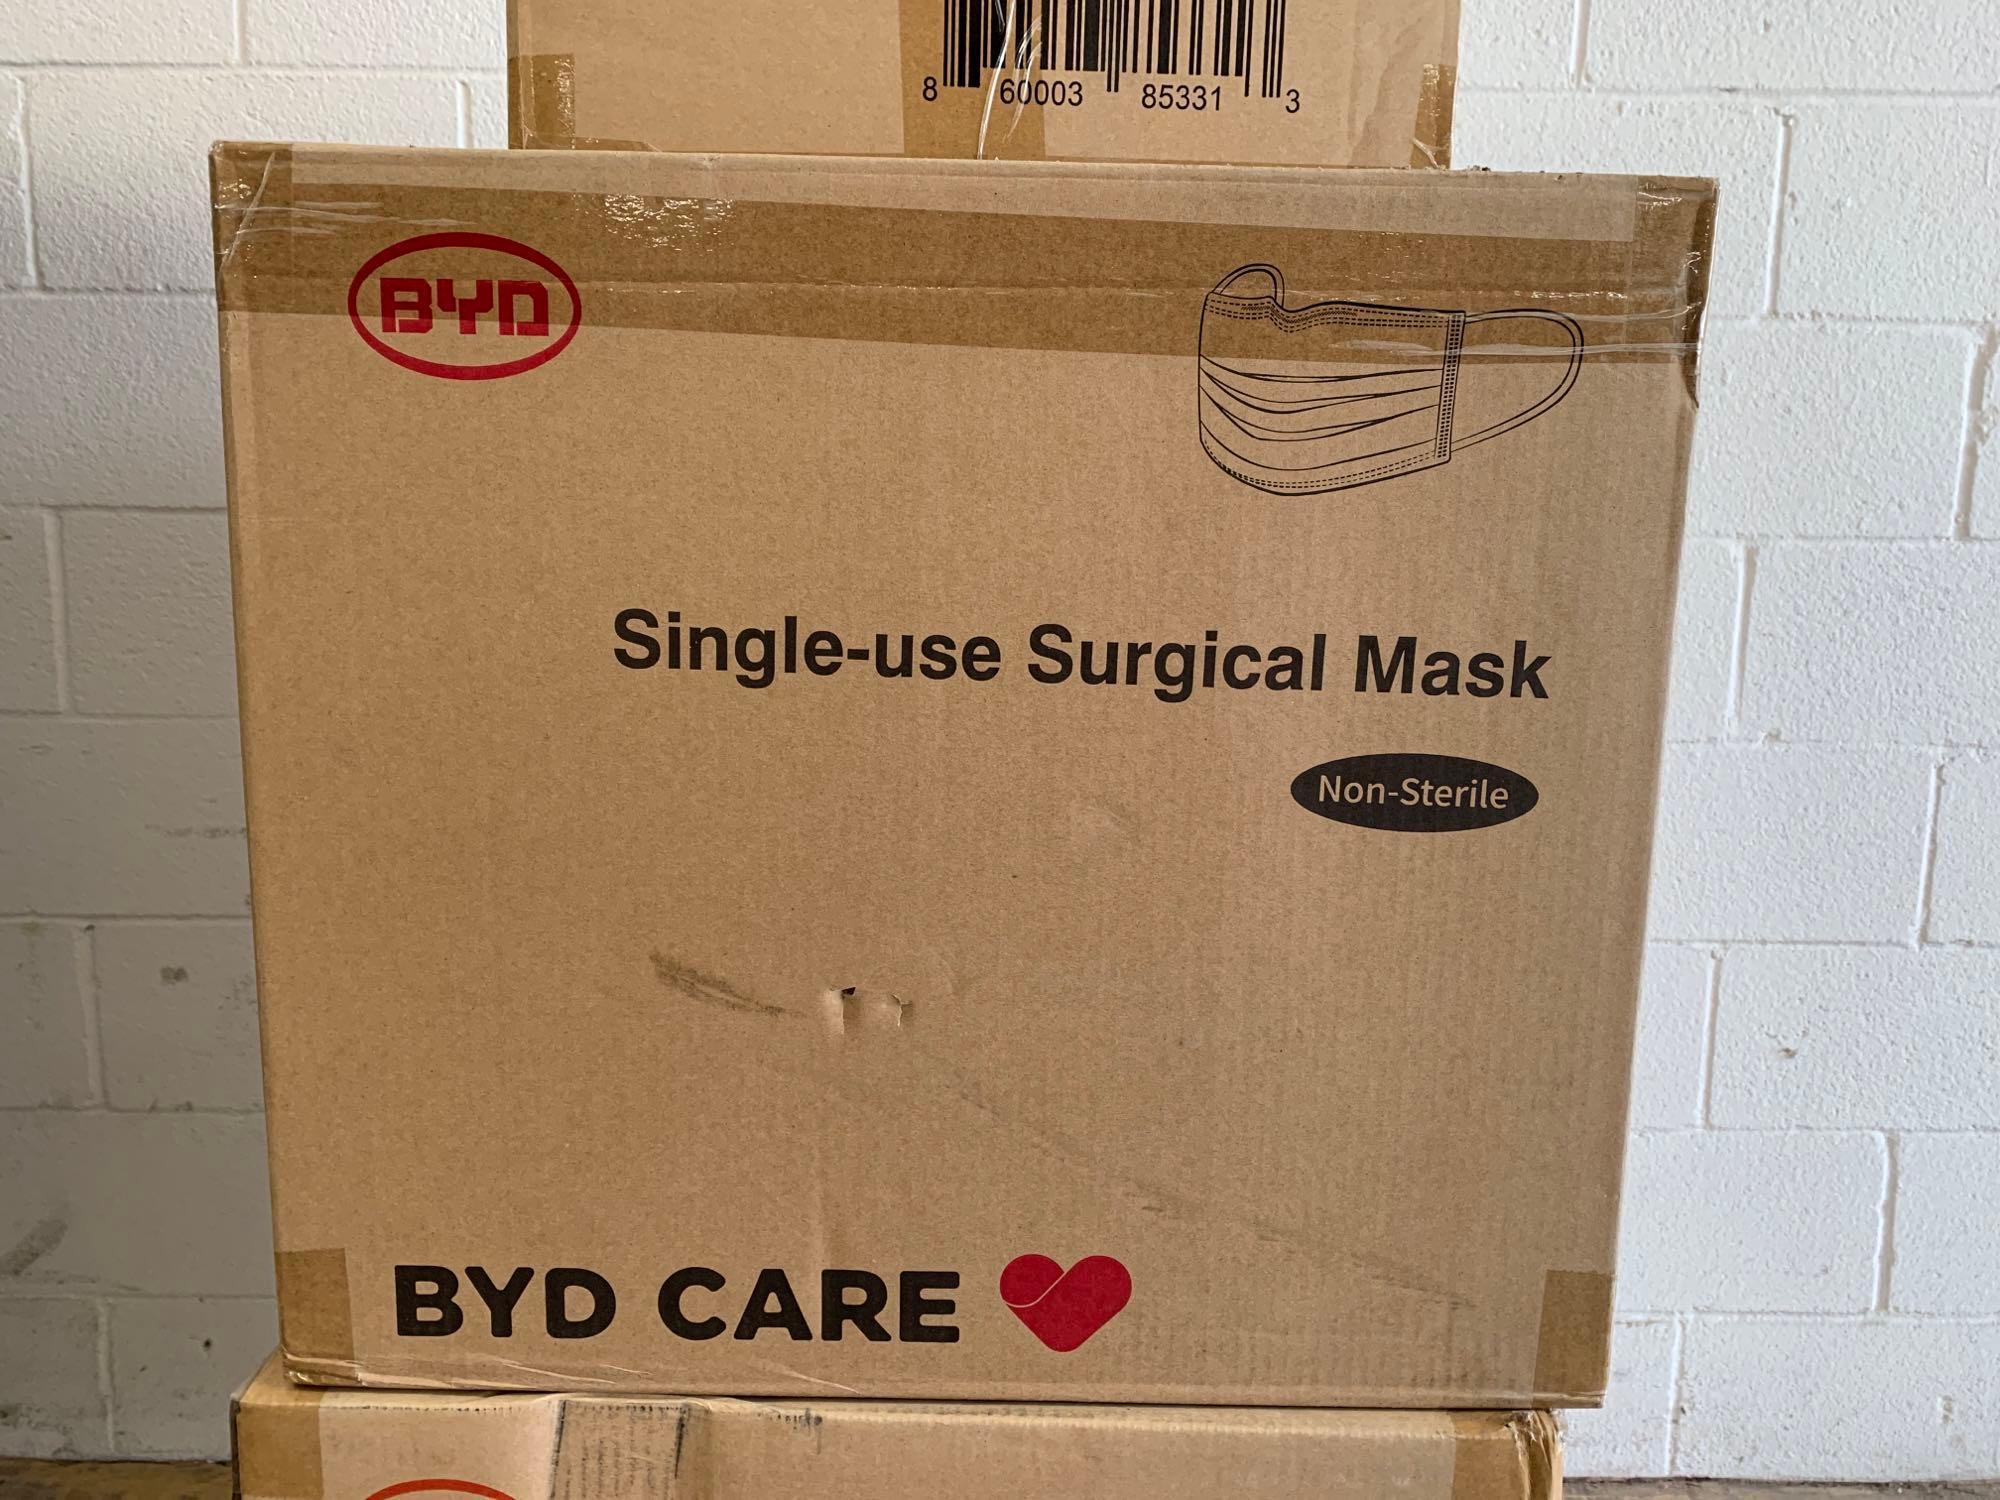 8 60003 85331 3
BYD
Single-use Surgical Mask
Non-Sterile
BYD CARE